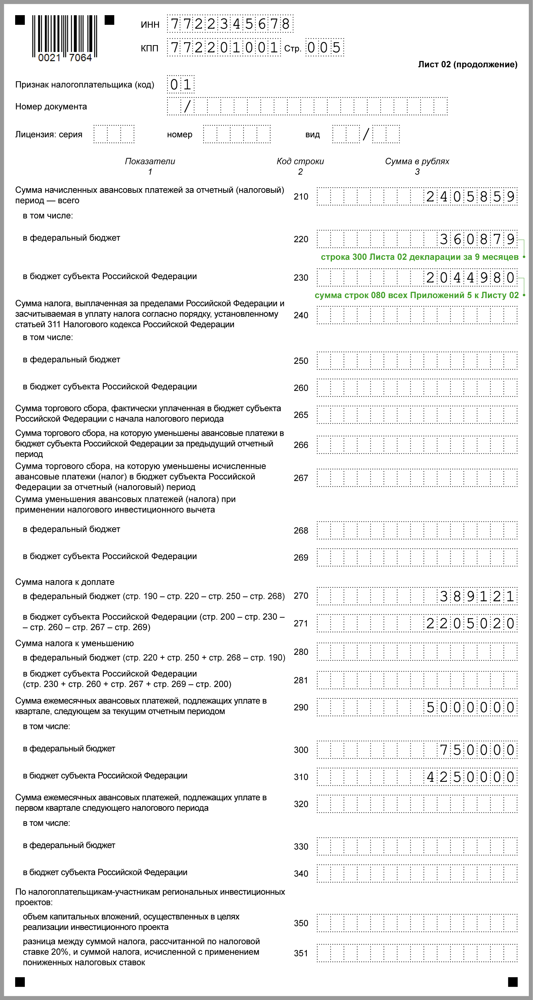 ИНН 7722345678
КПП 772201001 Стр. 005
0021 7064
Лист 02 (продолжение)
Признак налогоплательщика (код) 01
Номер документа /
Лицензия: серия номер вид /
Показатели Код строки Сумма в рублях
1 2 3
Сумма начисленных авансовых платежей за отчетный (налоговый)
период — всего 210 2405859
в том числе:
в федеральный бюджет 220 360879
строка 300 Листа 02 декларации за 9 месяцев
в бюджет субъекта Российской Федерации 230 2044980
сумма строк 080 всех Приложений 5 к Листу 02
Сумма налога, выплаченная за пределами Российской Федерации и
засчитываемая в уплату налога согласно порядку, установленному 240
статьей 311 Налогового кодекса Российской Федерации
в том числе:
в федеральный бюджет 250
в бюджет субъекта Российской Федерации 260
Сумма торгового сбора, фактически уплаченная в бюджет субъекта
Российской Федерации с начала налогового периода 265
Сумма торгового сбора, на которую уменьшены авансовые платежи в
бюджет субъекта Российской Федерации за предыдущий отчетный 266
период
Сумма торгового сбора, на которую уменьшены исчисленные
авансовые платежи (налог) в бюджет субъекта Российской 267
Федерации за отчетный (налоговый) период
Сумма уменьшения авансовых платежей (налога) при
применении налогового инвестиционного вычета
в федеральный бюджет 268
в бюджет субъекта Российской Федерации 269
Сумма налога к доплате
в федеральный бюджет (стр. 190 – стр. 220 – стр. 250 – стр. 268) 270 389121
в бюджет субъекта Российской Федерации (стр. 200 – стр. 230 –
– стр. 260 – стр. 267 – стр. 269) 271 2205020
Сумма налога к уменьшению
в федеральный бюджет (стр. 220 + стр. 250 + стр. 268 – стр. 190) 280
в бюджет субъекта Российской Федерации
(стр. 230 + стр. 260 + стр. 267 + стр. 269 – стр. 200) 281
Сумма ежемесячных авансовых платежей, подлежащих уплате в
квартале, следующем за текущим отчетным периодом 290 5000000
в том числе:
в федеральный бюджет 300 750000
в бюджет субъекта Российской Федерации 310 4250000
Сумма ежемесячных авансовых платежей, подлежащих уплате в
первом квартале следующего налогового периода 320
в том числе:
в федеральный бюджет 330
в бюджет субъекта Российской Федерации 340
По налогоплательщикам-участникам региональных инвестиционных
проектов:
объем капитальных вложений, осуществленных в целях
реализации инвестиционного проекта 350
разница между суммой налога, рассчитанной по налоговой
ставке 20%, и суммой налога, исчисленной с применением 351
пониженных налоговых ставок